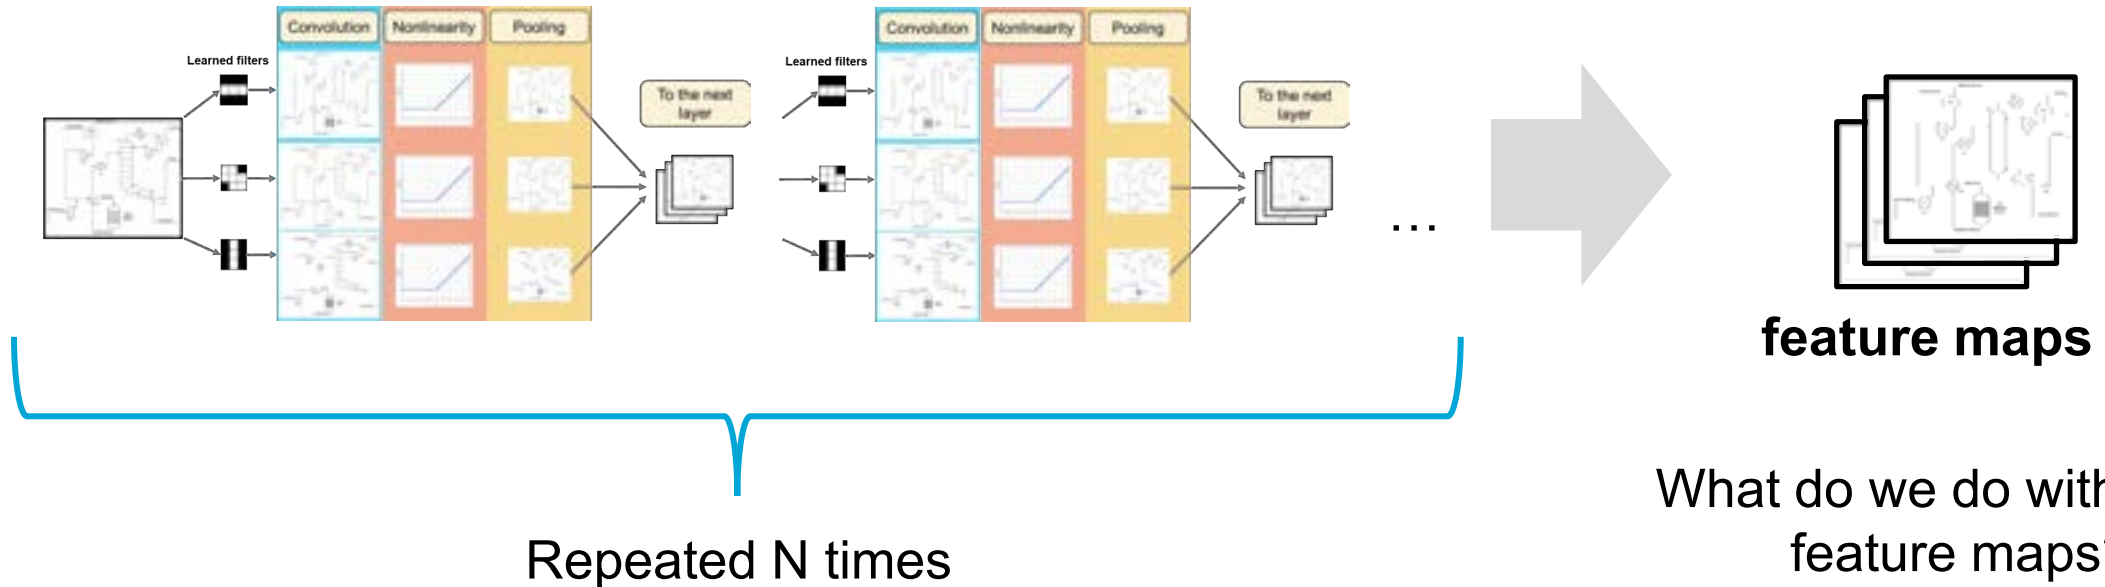 Convolution
Nonlinearity
Pooling
Learned filters
To the next
layer
Convolution
Nonlinearity
Pooling
Learned filters
To the next
layer
...
feature maps
Repeated N times
What do we do with
feature maps